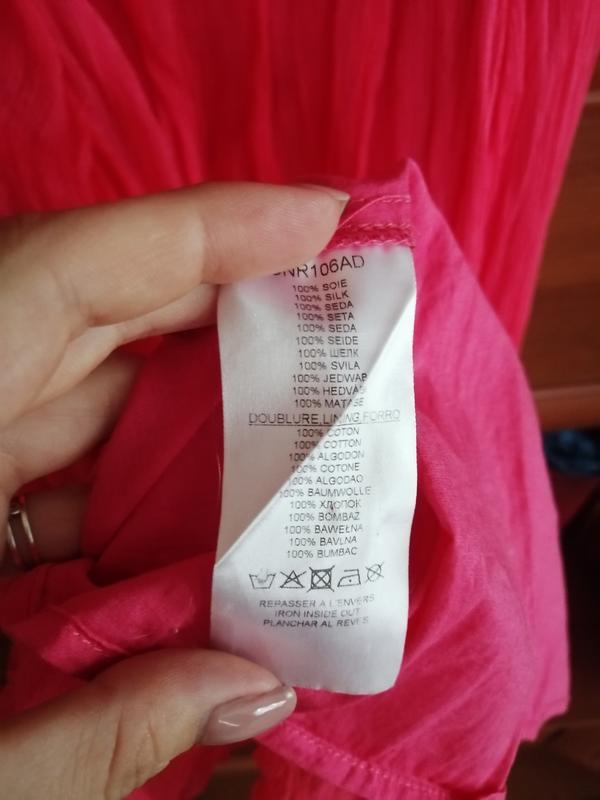 NR106AD
100% SOIE
100% SILK
100% SEDA
100% SETA
100% SEDA
100% SEIDE
100% ШЕЛК
100% SVILA
100% JEDWAB
100% HEDVAB
100% MATASE
DOUBLURE,LINING,FORRO
100% COTON
100% COTTON
100% ALGODON
100% COTONE
100% ALGODAO
100% BAUMWOLLE
100% ХЛОПОК
100% BOMBAZ
100% BAWEŁNA
100% BAVLNA
100% BUMBAC
REPASSER A L'ENVERS
IRON INSIDE OUT
PLANCHAR AL REVES